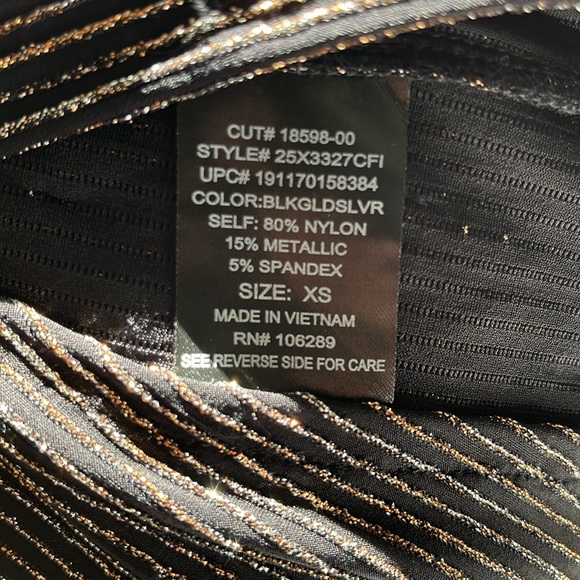 CUT# 18598-00
STYLE# 25X3327CFI
UPC# 191170158384
COLOR:BLKGLDSLVR
SELF: 80% NYLON
15% METALLIC
5% SPANDEX
SIZE: XS
MADE IN VIETNAM
RN# 106289
SEE REVERSE SIDE FOR CARE